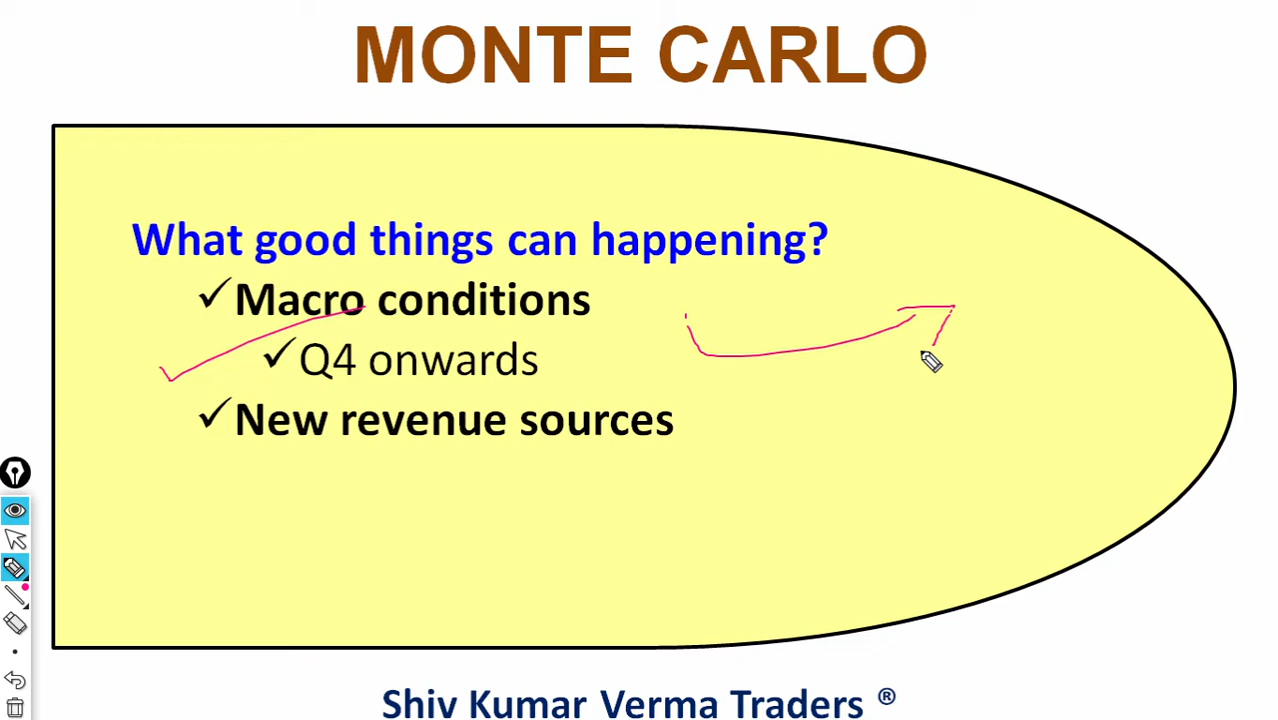 MONTE CARLO
What good things can happening?
✓Macro conditions
✓Q4 onwards
✓New revenue sources
Shiv Kumar Verma Traders ®